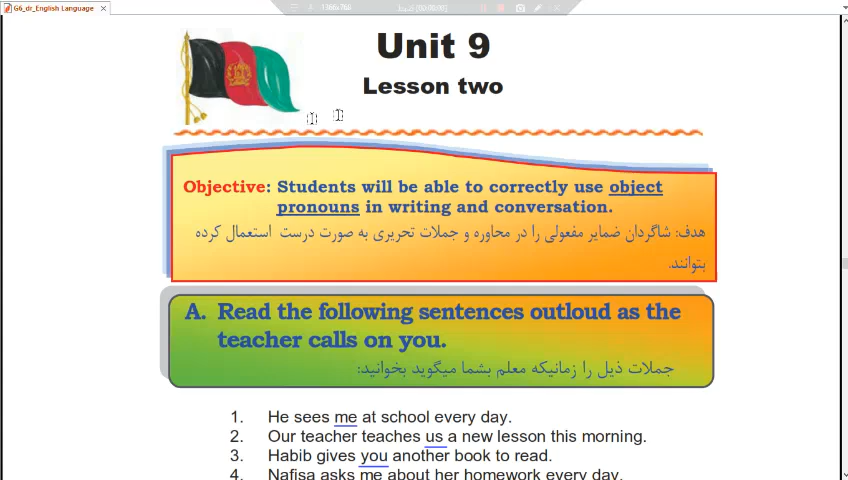 G6_dr_English Language
1366x768
[00:00:05]
Unit 9
Lesson two
Objective: Students will be able to correctly use object
pronouns in writing and conversation.
هدف: شاگردان ضمایر مفعولی را در محاوره و جملات تحریری به صورت درست استعمال کرده
بتوانند.
A. Read the following sentences outloud as the
teacher calls on you.
جملات ذیل را زمانیکه معلم بشما میگوید بخوانید:
1. He sees me at school every day.
2. Our teacher teaches us a new lesson this morning.
3. Habib gives you another book to read.
4. Nafisa asks me about her homework every day.